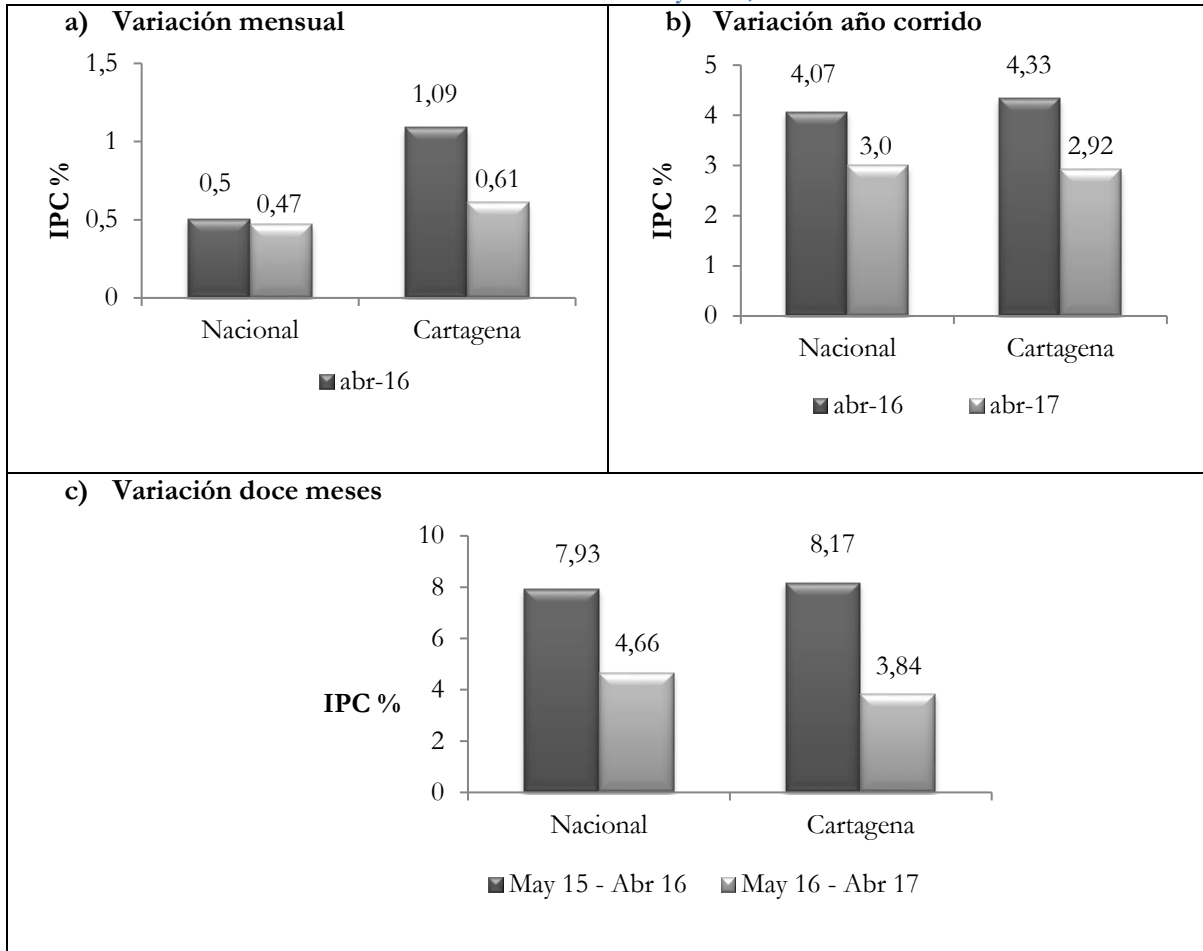 a) Variación mensual
1,5
1
0,5
0
IPC %
0,5
0,47
1,09
0,61
Nacional
Cartagena
abr-16
b) Variación año corrido
5
4
3
2
1
0
IPC %
4,07
3,0
4,33
2,92
Nacional
Cartagena
abr-16 abr-17
c) Variación doce meses
10
8
6
4
2
0
IPC %
7,93
4,66
8,17
3,84
Nacional
Cartagena
May 15 - Abr 16 May 16 - Abr 17